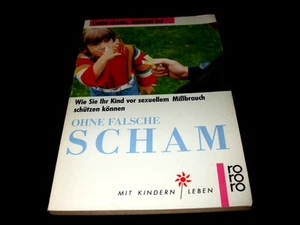 Wie Sie Ihr Kind vor sexuellem Mißbrauch
schützen können
OHNE FALSCHE
SCHAM
MIT KINDERN LEBEN
ro
ro
ro